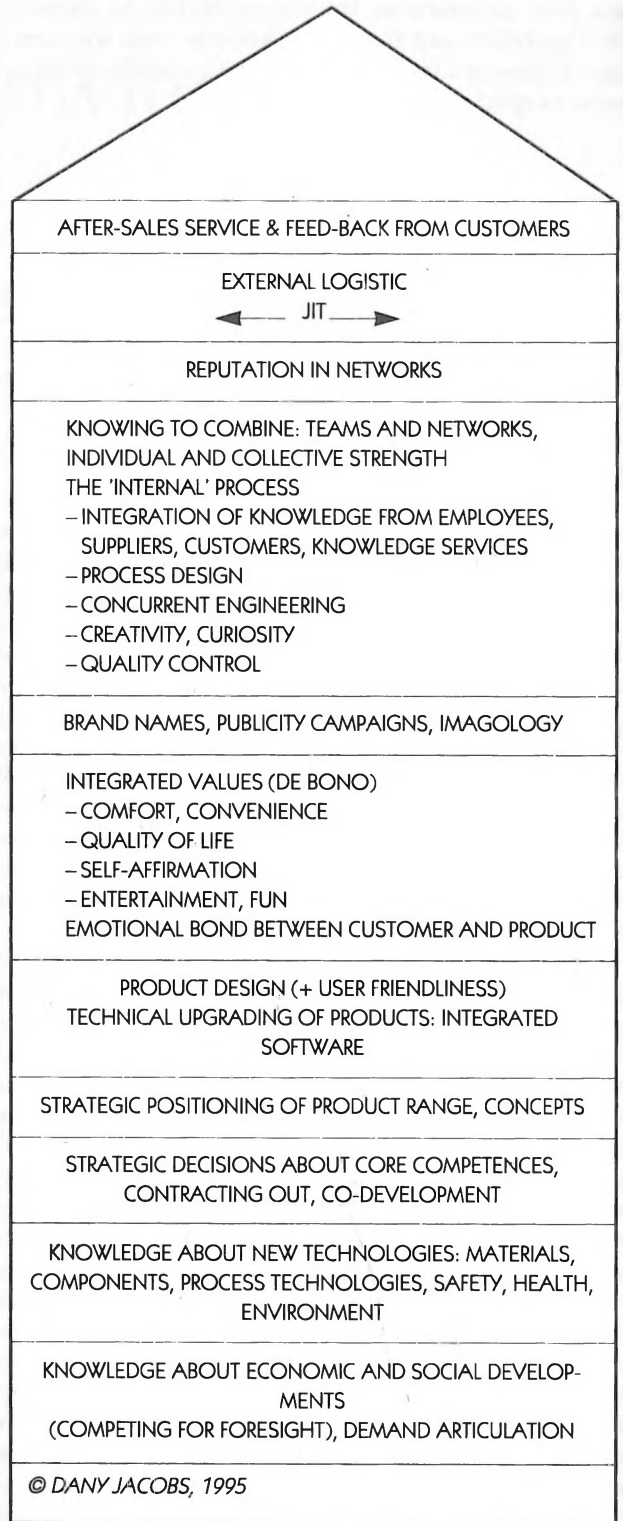 AFTER-SALES SERVICE & FEED-BACK FROM CUSTOMERS
EXTERNAL LOGISTIC
JIT
REPUTATION IN NETWORKS
KNOWING TO COMBINE: TEAMS AND NETWORKS,
INDIVIDUAL AND COLLECTIVE STRENGTH
THE 'INTERNAL' PROCESS
– INTEGRATION OF KNOWLEDGE FROM EMPLOYEES,
SUPPLIERS, CUSTOMERS, KNOWLEDGE SERVICES
– PROCESS DESIGN
– CONCURRENT ENGINEERING
– CREATIVITY, CURIOSITY
– QUALITY CONTROL
BRAND NAMES, PUBLICITY CAMPAIGNS, IMAGOLOGY
INTEGRATED VALUES (DE BONO)
– COMFORT, CONVENIENCE
– QUALITY OF LIFE
– SELF-AFFIRMATION
– ENTERTAINMENT, FUN
EMOTIONAL BOND BETWEEN CUSTOMER AND PRODUCT
PRODUCT DESIGN (+ USER FRIENDLINESS)
TECHNICAL UPGRADING OF PRODUCTS: INTEGRATED
SOFTWARE
STRATEGIC POSITIONING OF PRODUCT RANGE, CONCEPTS
STRATEGIC DECISIONS ABOUT CORE COMPETENCES,
CONTRACTING OUT, CO-DEVELOPMENT
KNOWLEDGE ABOUT NEW TECHNOLOGIES: MATERIALS,
COMPONENTS, PROCESS TECHNOLOGIES, SAFETY, HEALTH,
ENVIRONMENT
KNOWLEDGE ABOUT ECONOMIC AND SOCIAL DEVELOP-
MENTS
(COMPETING FOR FORESIGHT), DEMAND ARTICULATION
© DANY JACOBS, 1995